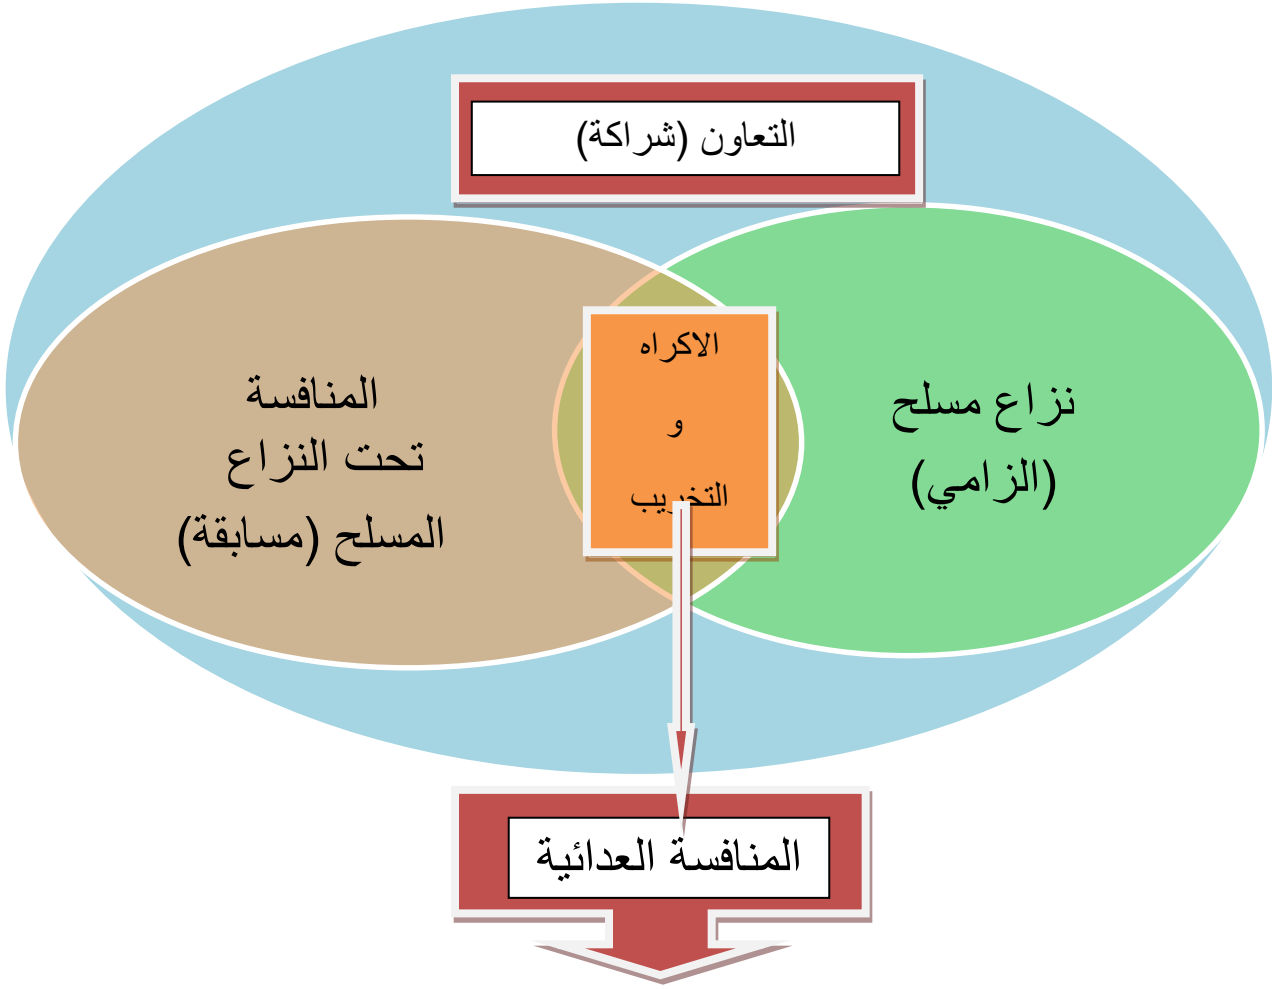 التعاون (شراكة)
نزاع مسلح
(الزامي)
الاكراه
و
التخريب
المنافسة
تحت النزاع
المسلح (مسابقة)
المنافسة العدائية